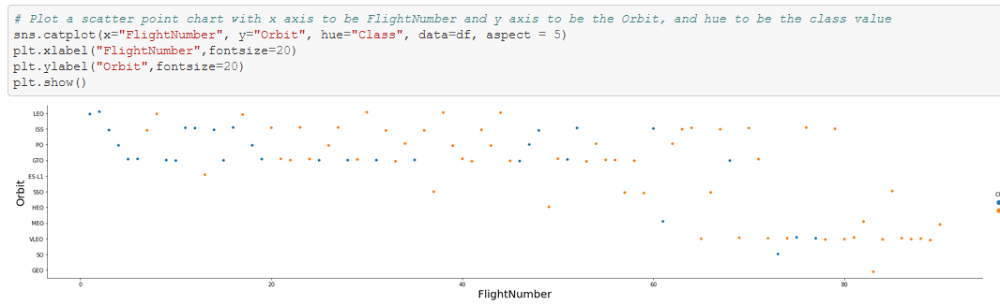 # Plot a scatter point chart with x axis to be FlightNumber and y axis to be the Orbit, and hue to be the class value
sns.catplot(x="FlightNumber", y="Orbit", hue="Class", data=df, aspect = 5)
plt.xlabel("FlightNumber",fontsize=20)
plt.ylabel("Orbit",fontsize=20)
plt.show()
LEO
ISS
PO
GTO
ES-L1
SSO
HEO
MEO
VLEO
SO
GEO
Orbit
0 20 40 60 80
FlightNumber